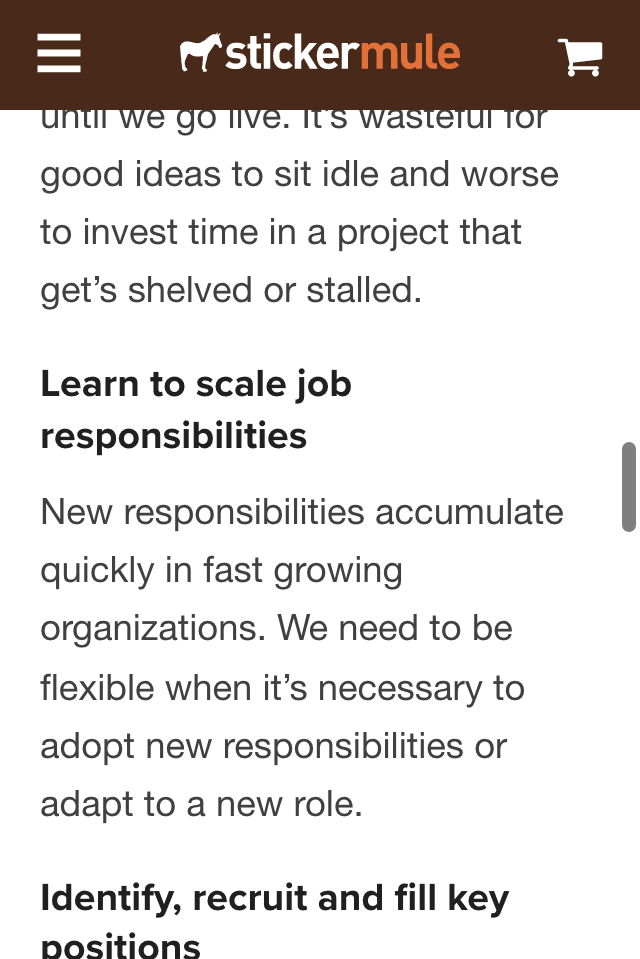 stickermule
until we go live. It's wasteful for
good ideas to sit idle and worse
to invest time in a project that
get's shelved or stalled.
Learn to scale job
responsibilities
New responsibilities accumulate
quickly in fast growing
organizations. We need to be
flexible when it's necessary to
adopt new responsibilities or
adapt to a new role.
Identify, recruit and fill key
positions